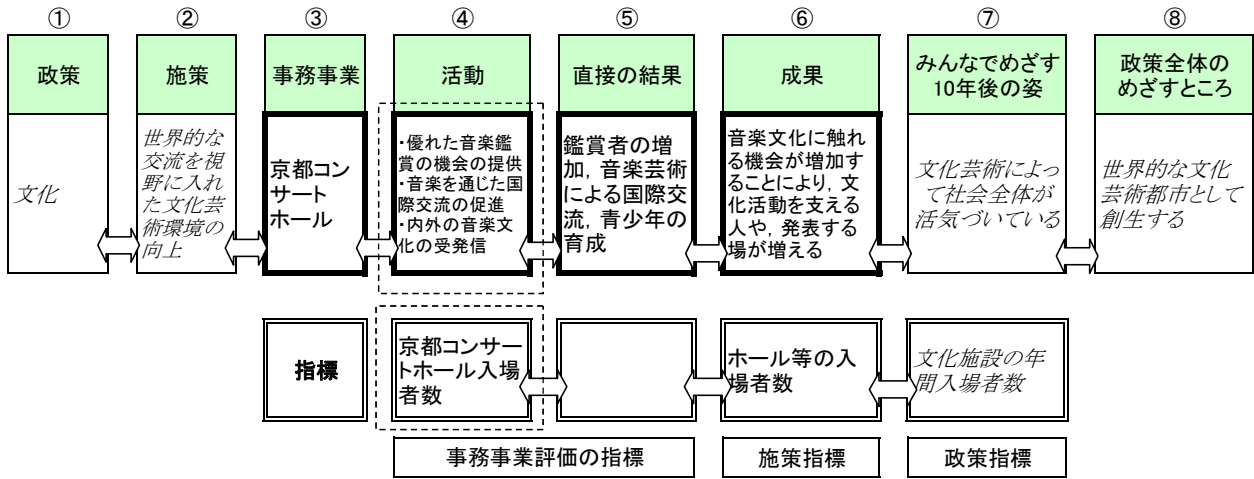 ① ② ③ ④ ⑤ ⑥ ⑦ ⑧
政策
施策
事務事業
活動
直接の結果
成果
みんなでめざす
10年後の姿
政策全体の
めざすところ
文化
世界的な
交流を視
野に入れ
た文化芸
術環境の
向上
京都コン
サート
ホール
・優れた音楽鑑
賞の機会の提供
・音楽を通じた国
際交流の促進
・内外の音楽文
化の受発信
鑑賞者の増
加，音楽芸術
による国際交
流，青少年の
育成
音楽文化に触れ
る機会が増加す
ることにより，文
化活動を支える
人や，発表する
場が増える
文化芸術によっ
て社会全体が
活気づいている
世界的な文化
芸術都市として
創生する
指標
京都コンサー
トホール入場
者数
ホール等の入
場者数
文化施設の年
間入場者数
事務事業評価の指標
施策指標
政策指標